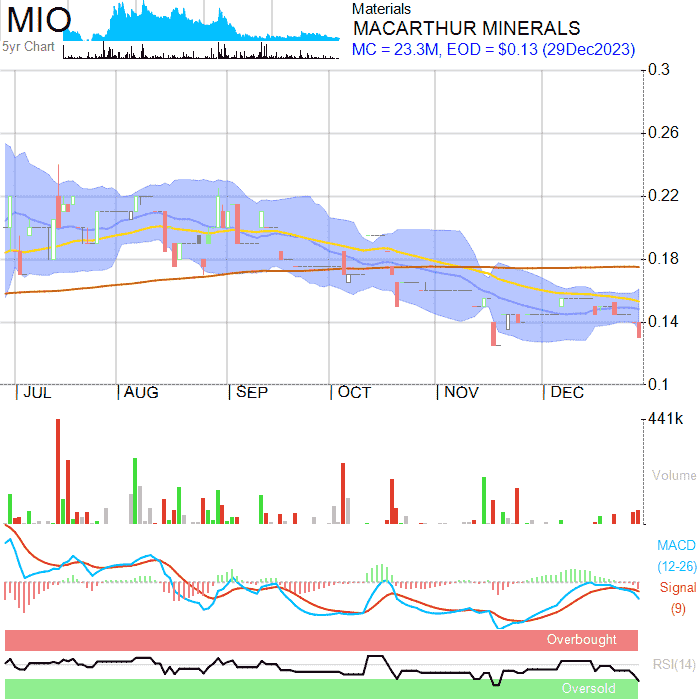 MIO
5yr Chart
Materials
MACARTHUR MINERALS
MC = 23.3M, EOD = $0.13 (29Dec2023)
0.3
0.26
0.22
0.18
0.14
0.1
JUL AUG SEP OCT NOV DEC
441k
Volume
MACD
(12-26)
Signal
(9)
Overbought
RSI(14)
Oversold